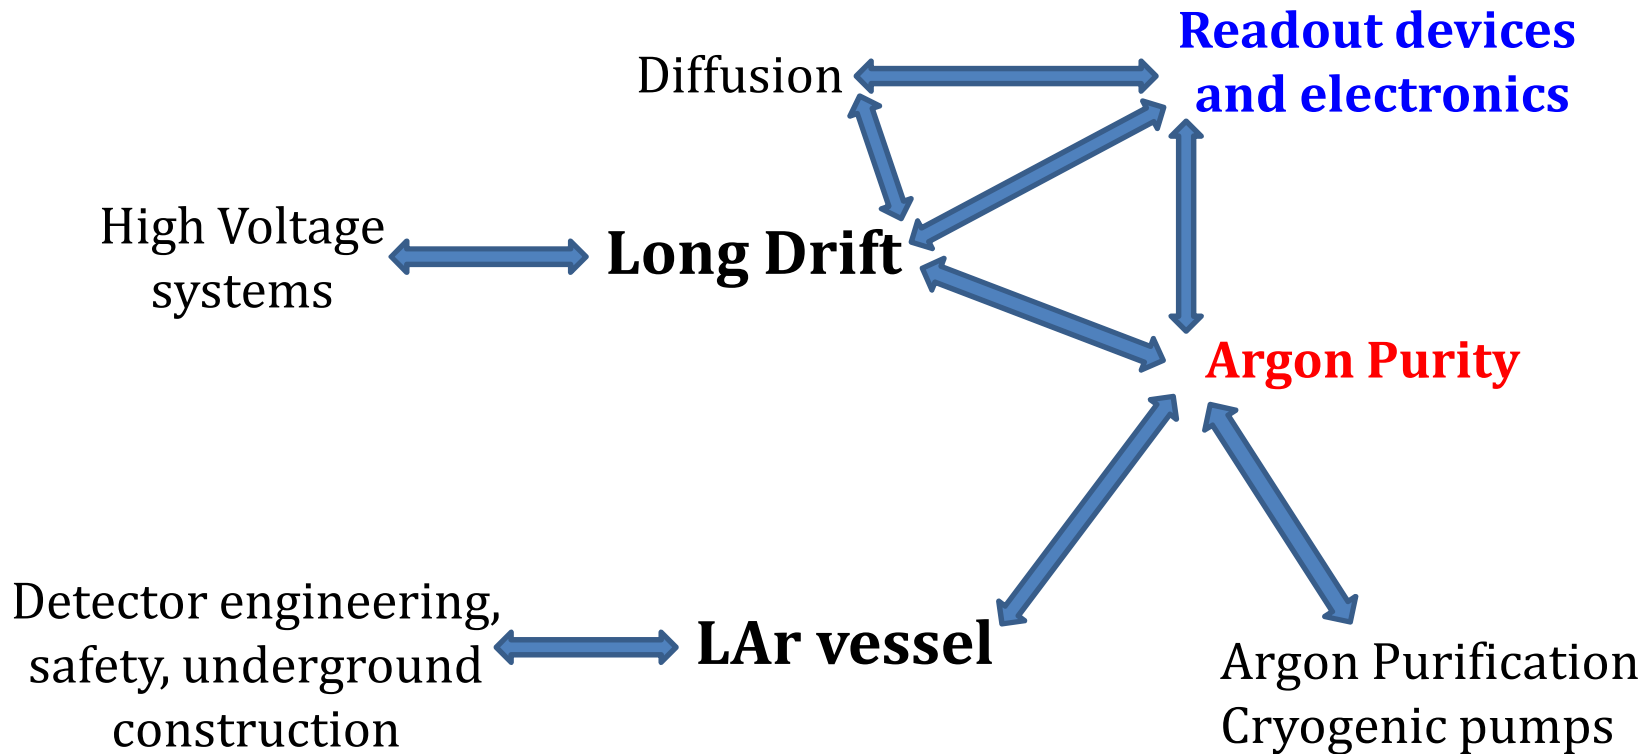 Readout devices
and electronics
Diffusion
High Voltage
systems
Long Drift
Argon Purity
Detector engineering,
safety, underground
construction
LAr vessel
Argon Purification
Cryogenic pumps